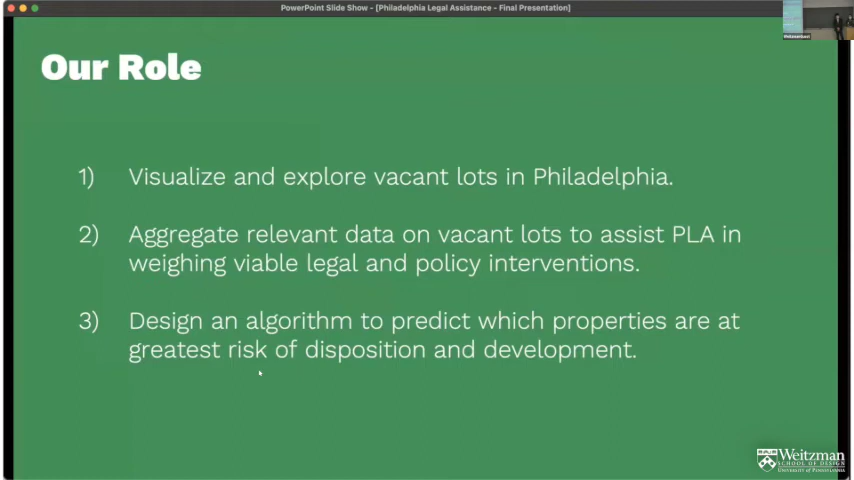 PowerPoint Slide Show - [Philadelphia Legal Assistance - Final Presentation]
Our Role
1) Visualize and explore vacant lots in Philadelphia.
2) Aggregate relevant data on vacant lots to assist PLA in
weighing viable legal and policy interventions.
3) Design an algorithm to predict which properties are at
greatest risk of disposition and development.
Weitzman
SCHOOL OF DESIGN
UNIVERSITY of PENNSYLVANIA